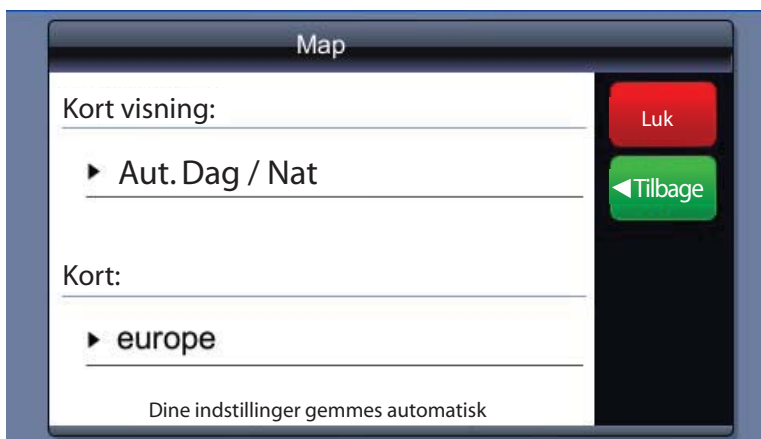 Map
Kort visning:
Luk
Aut. Dag / Nat
◀Tilbage
Kort:
europe
Dine indstillinger gemmes automatisk